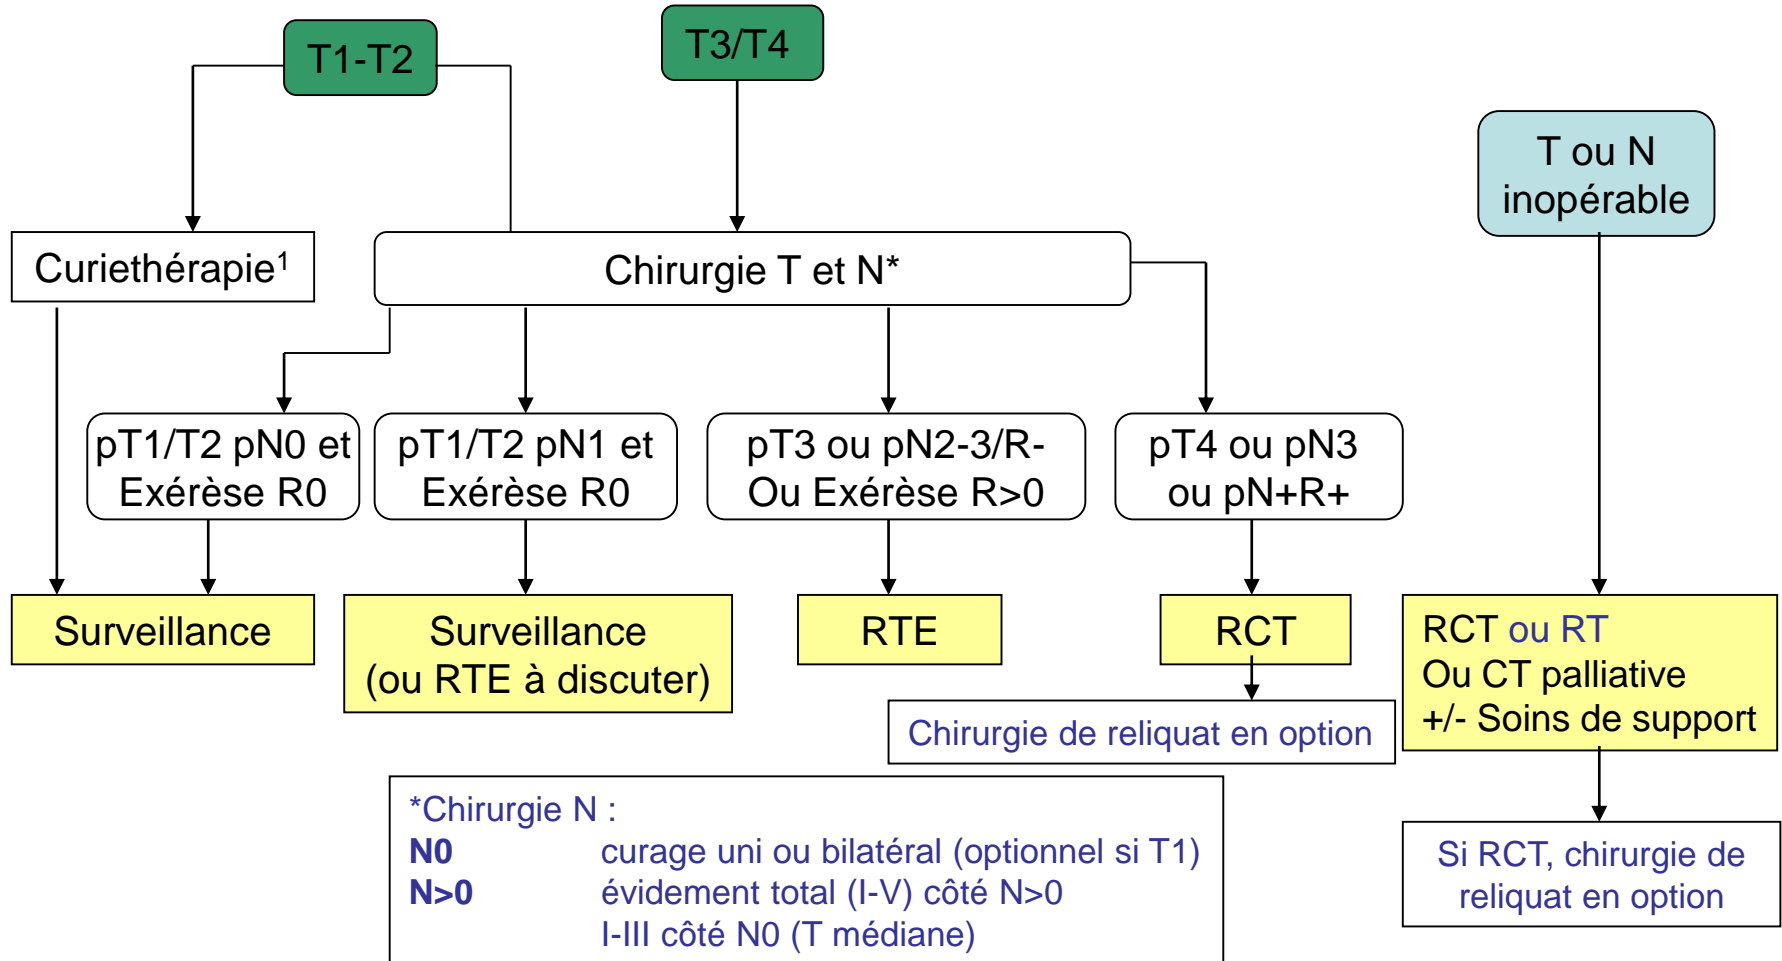 T1-T2
T3/T4
T ou N
inopérable
Curiethérapie¹
Chirurgie T et N*
pT1/T2 pN0 et
Exérèse R0
pT1/T2 pN1 et
Exérèse R0
pT3 ou pN2-3/R-
Ou Exérèse R>0
pT4 ou pN3
ou pN+R+
Surveillance
Surveillance
(ou RTE à discuter)
RTE
RCT
RCT ou RT
Ou CT palliative
+/- Soins de support
Chirurgie de reliquat en option
Si RCT, chirurgie de
reliquat en option
*Chirurgie N :
N0 curage uni ou bilatéral (optionnel si T1)
N>0 évidement total (I-V) côté N>0
I-III côté N0 (T médiane)